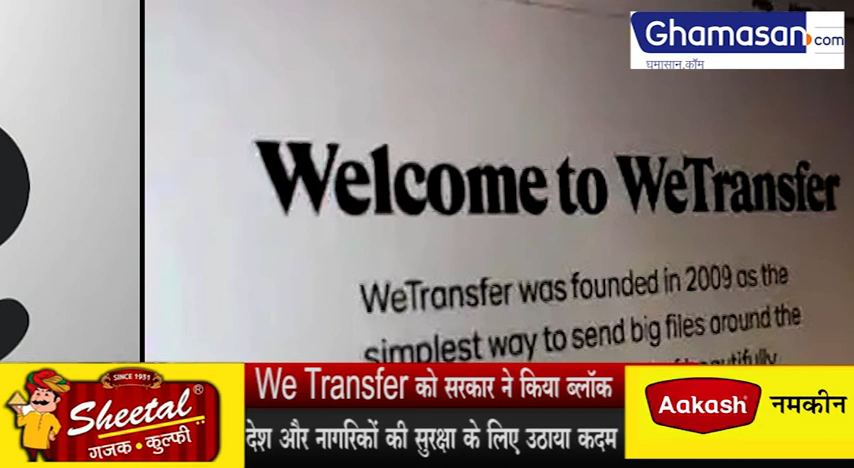 Ghamasan.com
घमासान.कॉम
Welcome to WeTransfer
WeTransfer was founded in 2009 as the
simplest way to send big files around the
beautifully
SINCE 1951
Sheetal®
गजक • कुल्फी
We Transfer को सरकार ने किया ब्लॉक
देश और नागरिकों की सुरक्षा के लिए उठाया कदम
Aakash®
नमकीन